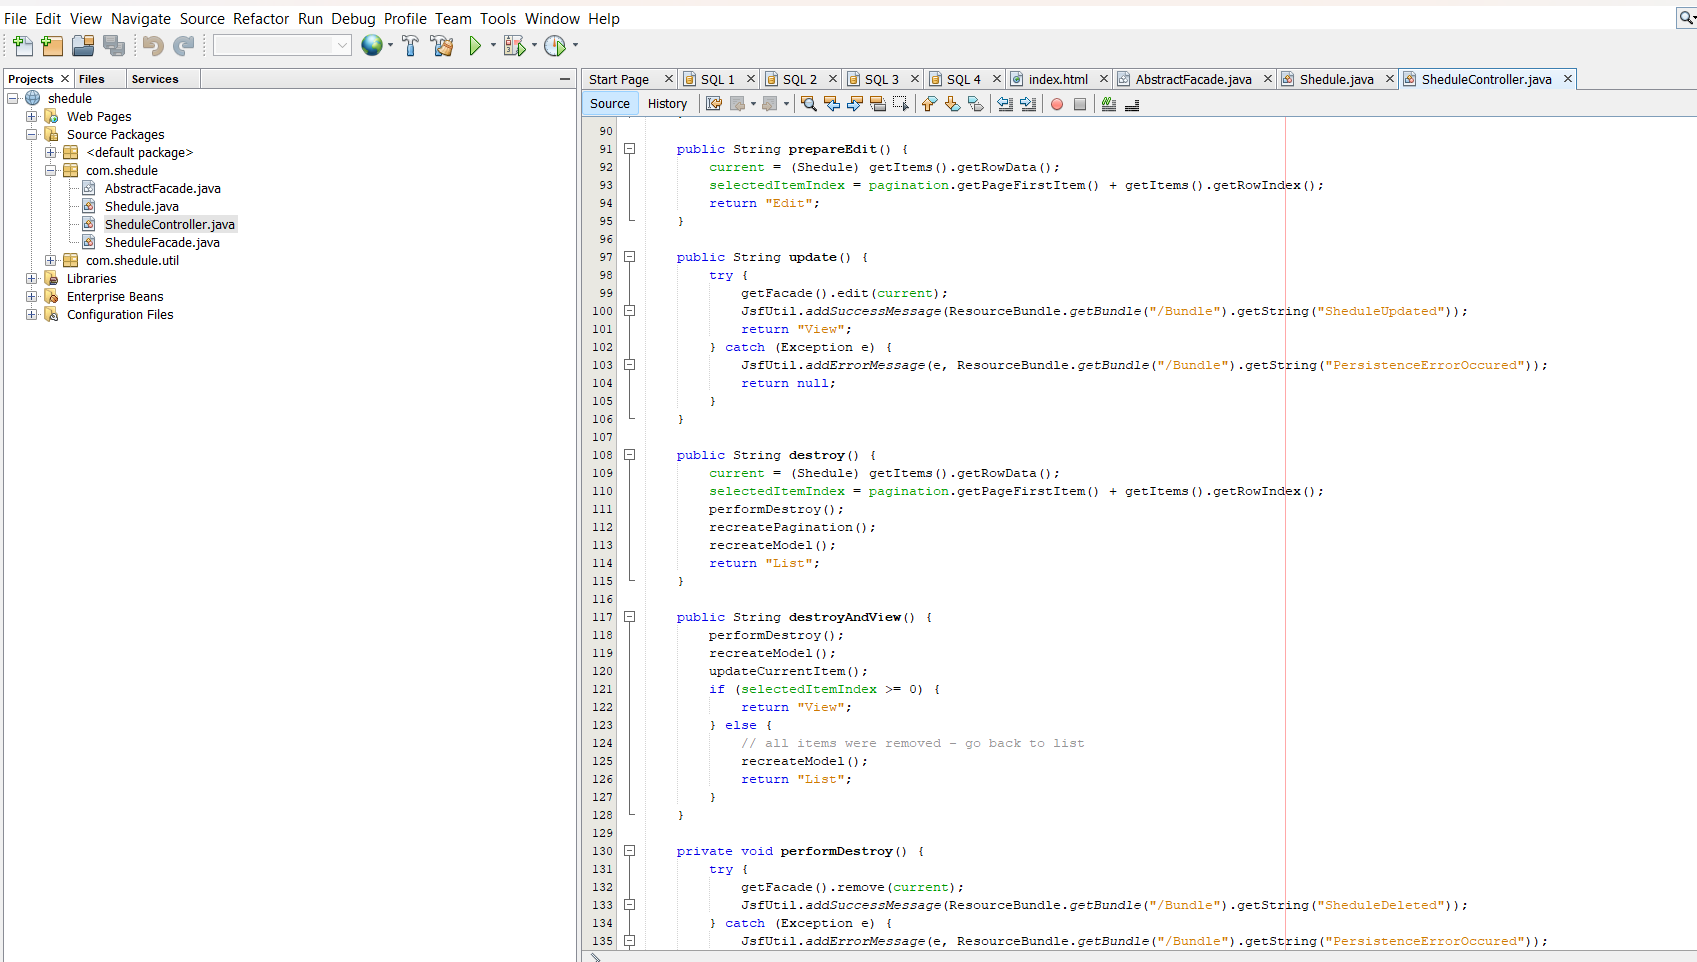 File Edit View Navigate Source Refactor Run Debug Profile Team Tools Window Help
Projects Files Services
shedule
Web Pages
Source Packages
<default package>
com.shedule
AbstractFacade.java
Shedule.java
SheduleController.java
SheduleFacade.java
com.shedule.util
Libraries
Enterprise Beans
Configuration Files
Start Page SQL 1 SQL 2 SQL 3 SQL 4 index.html AbstractFacade.java Shedule.java SheduleController.java
Source History
90
91 public String prepareEdit() {
92 current = (Shedule) getItems().getRowData();
93 selectedItemIndex = pagination.getPageFirstItem() + getItems().getRowIndex();
94 return "Edit";
95 }
96
97 public String update() {
98 try {
99 getFacade().edit(current);
100 JsfUtil.addSuccessMessage(ResourceBundle.getBundle("/Bundle").getString("SheduleUpdated"));
101 return "View";
102 } catch (Exception e) {
103 JsfUtil.addErrorMessage(e, ResourceBundle.getBundle("/Bundle").getString("PersistenceErrorOccured"));
104 return null;
105 }
106 }
107
108 public String destroy() {
109 current = (Shedule) getItems().getRowData();
110 selectedItemIndex = pagination.getPageFirstItem() + getItems().getRowIndex();
111 performDestroy();
112 recreatePagination();
113 recreateModel();
114 return "List";
115 }
116
117 public String destroyAndView() {
118 performDestroy();
119 recreateModel();
120 updateCurrentItem();
121 if (selectedItemIndex >= 0) {
122 return "View";
123 } else {
124 // all items were removed - go back to list
125 recreateModel();
126 return "List";
127 }
128 }
129
130 private void performDestroy() {
131 try {
132 getFacade().remove(current);
133 JsfUtil.addSuccessMessage(ResourceBundle.getBundle("/Bundle").getString("SheduleDeleted"));
134 } catch (Exception e) {
135 JsfUtil.addErrorMessage(e, ResourceBundle.getBundle("/Bundle").getString("PersistenceErrorOccured"));